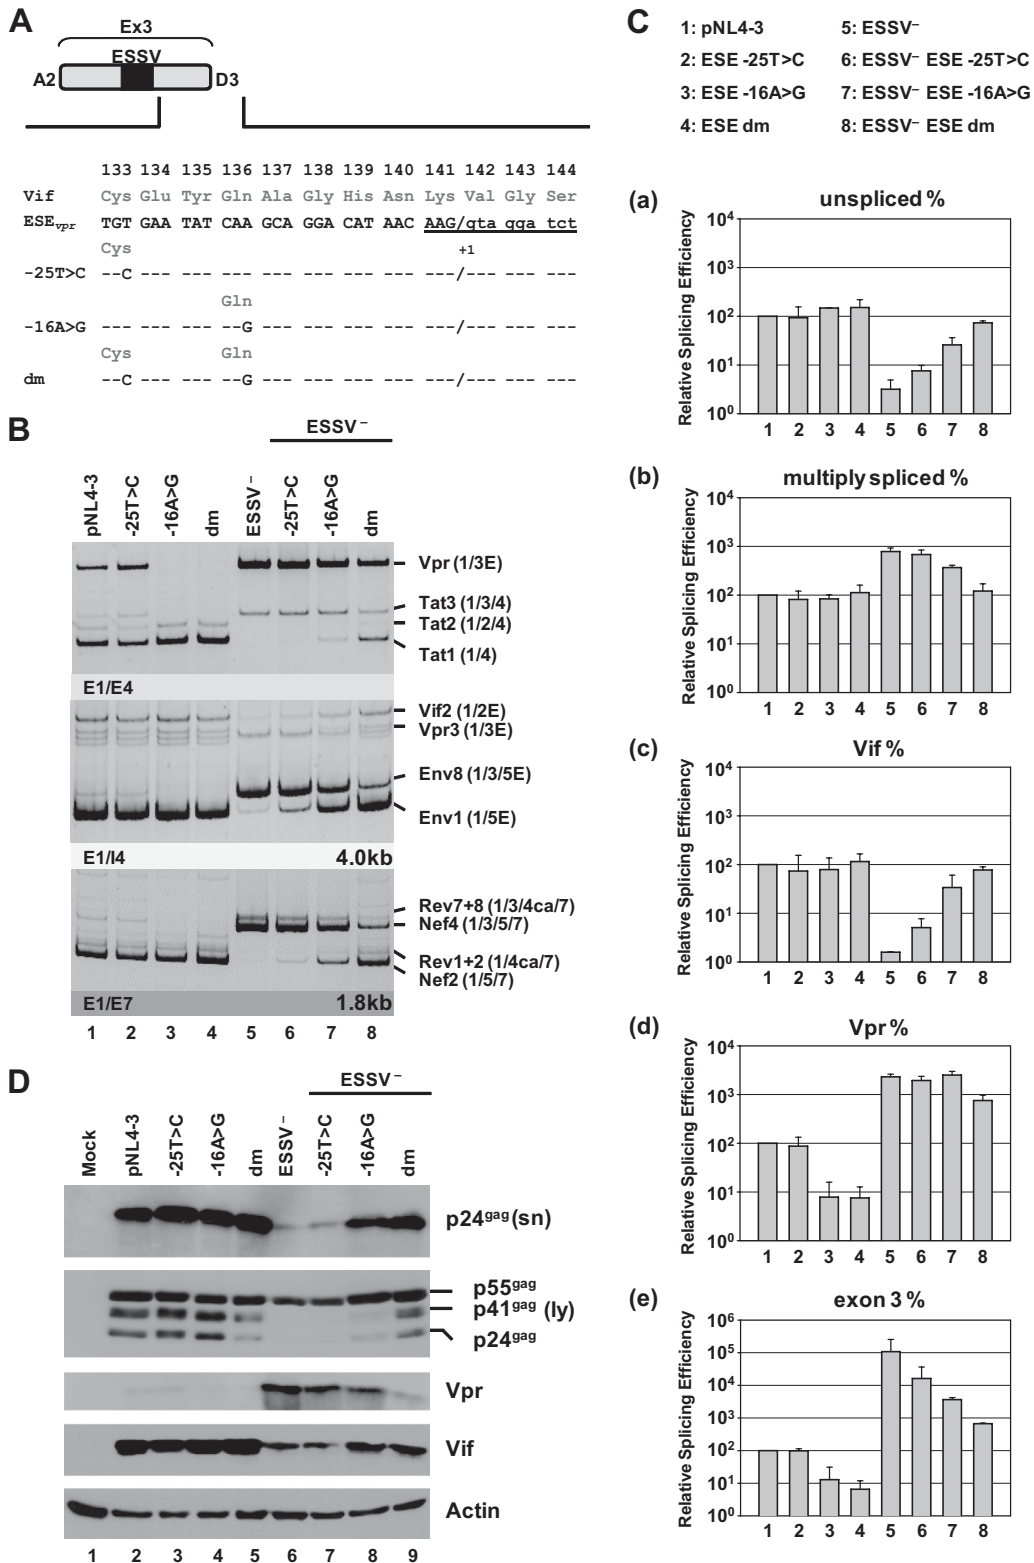 A
Ex3
ESSV
A2
D3
133 134 135 136 137 138 139 140 141 142 143 144
Vif Cys Glu Tyr Gln Ala Gly His Asn Lys Val Gly Ser
ESEvpr TGT GAA TAT CAA GCA GGA CAT AAC AAG/gta gga tct
Cys
+1
-25T>C --C --- --- --- --- --- --- --- ---/--- --- ---
Gln
-16A>G --- --- --- --G --- --- --- --- ---/--- --- ---
Cys Gln
dm --C --- --- --G --- --- --- --- ---/--- --- ---
B
ESSV–
pNL4-3
-25T>C
-16A>G
dm
ESSV–
-25T>C
-16A>G
dm
Vpr (1/3E)
Tat3 (1/3/4)
Tat2 (1/2/4)
Tat1 (1/4)
E1/E4
Vif2 (1/2E)
Vpr3 (1/3E)
Env8 (1/3/5E)
Env1 (1/5E)
E1/I4 4.0kb
Rev7+8 (1/3/4ca/7)
Nef4 (1/3/5/7)
Rev1+2 (1/4ca/7)
Nef2 (1/5/7)
E1/E7 1.8kb
1 2 3 4 5 6 7 8
D
ESSV–
Mock
pNL4-3
-25T>C
-16A>G
dm
ESSV–
-25T>C
-16A>G
dm
p24gag (sn)
p55gag
p41gag (ly)
p24gag
Vpr
Vif
Actin
1 2 3 4 5 6 7 8 9
C
1: pNL4-3 5: ESSV–
2: ESE -25T>C 6: ESSV– ESE -25T>C
3: ESE -16A>G 7: ESSV– ESE -16A>G
4: ESE dm 8: ESSV– ESE dm
(a)
unspliced %
Relative Splicing Efficiency
10⁴
10³
10²
10¹
10⁰
1 2 3 4 5 6 7 8
(b)
multiply spliced %
Relative Splicing Efficiency
10⁴
10³
10²
10¹
10⁰
1 2 3 4 5 6 7 8
(c)
Vif %
Relative Splicing Efficiency
10⁴
10³
10²
10¹
10⁰
1 2 3 4 5 6 7 8
(d)
Vpr %
Relative Splicing Efficiency
10⁴
10³
10²
10¹
10⁰
1 2 3 4 5 6 7 8
(e)
exon 3 %
Relative Splicing Efficiency
10⁶
10⁵
10⁴
10³
10²
10¹
10⁰
1 2 3 4 5 6 7 8